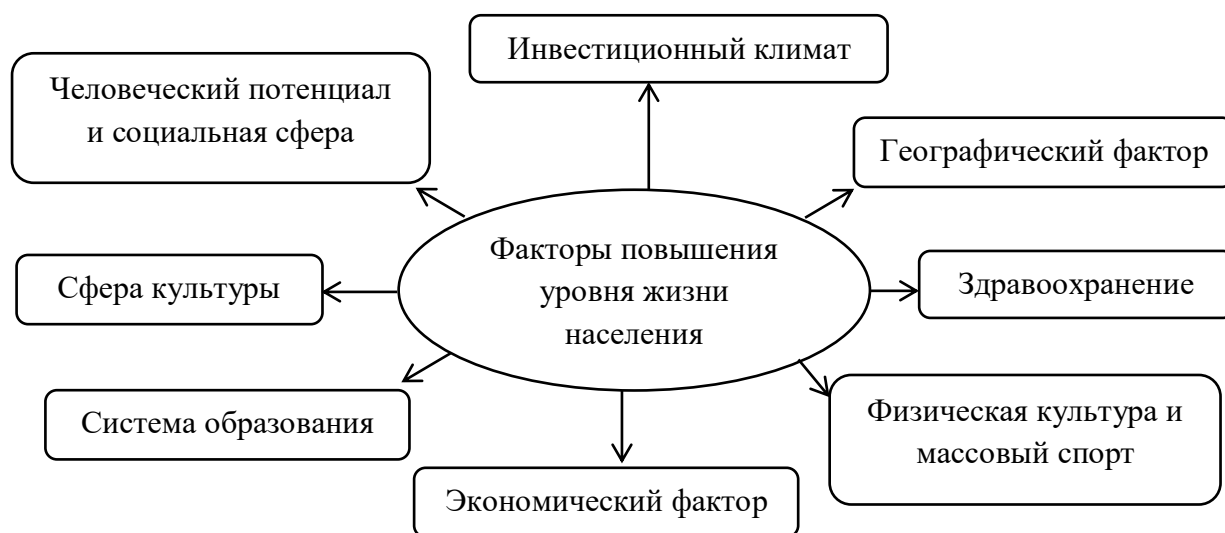 Инвестиционный климат
Человеческий потенциал
и социальная сфера
Географический фактор
Факторы повышения
уровня жизни
населения
Сфера культуры
Здравоохранение
Система образования
Физическая культура и
массовый спорт
Экономический фактор